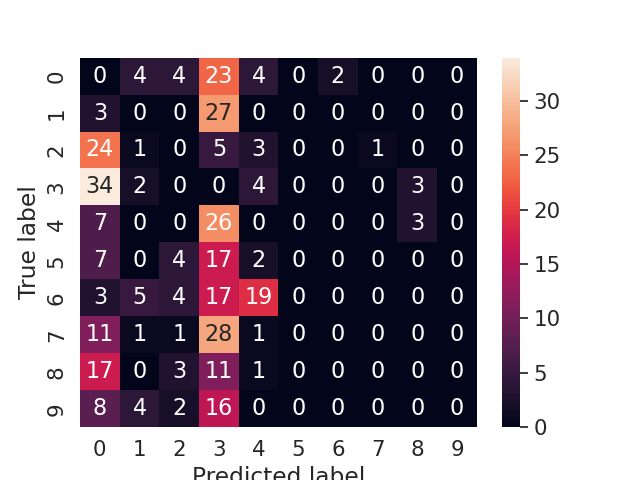 0 0 4 4 23 4 0 2 0 0 0
1 3 0 0 27 0 0 0 0 0 0
2 24 1 0 5 3 0 0 1 0 0
3 34 2 0 0 4 0 0 0 3 0
4 7 0 0 26 0 0 0 0 3 0
5 7 0 4 17 2 0 0 0 0 0
6 3 5 4 17 19 0 0 0 0 0
7 11 1 1 28 1 0 0 0 0 0
8 17 0 3 11 1 0 0 0 0 0
9 8 4 2 16 0 0 0 0 0 0
0 1 2 3 4 5 6 7 8 9
Predicted label
True label
30
25
20
15
10
5
0